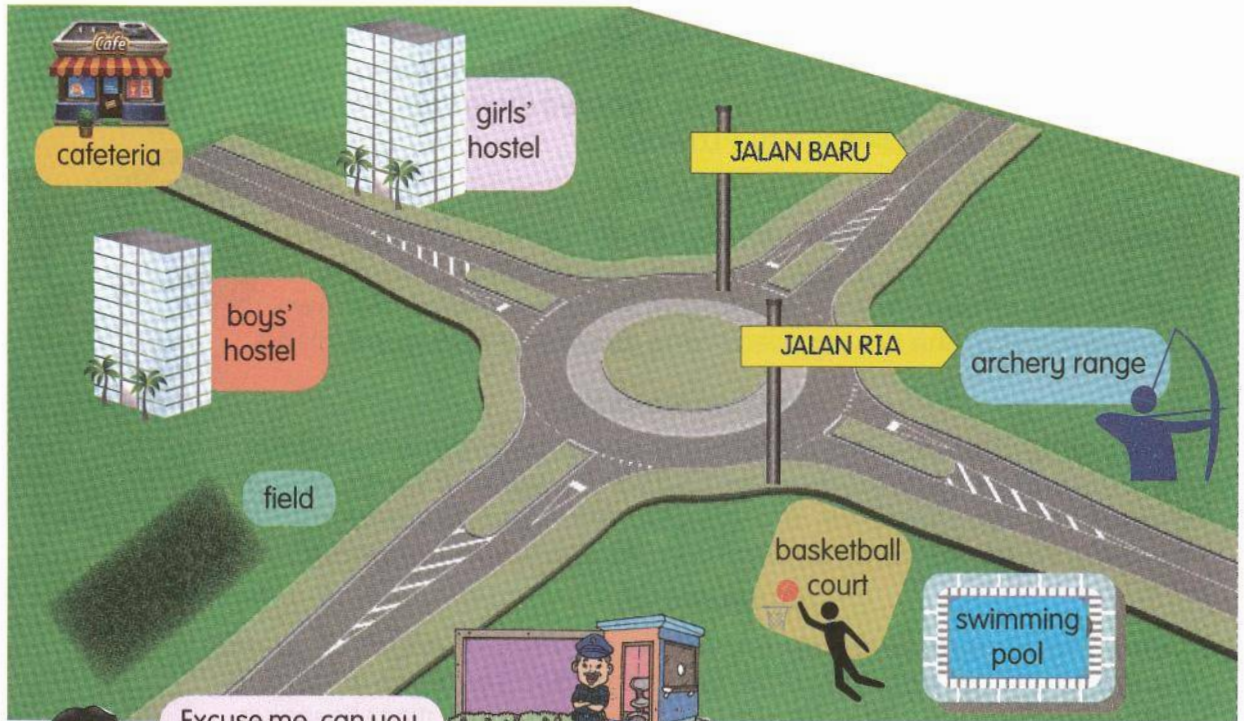 Cafe
cafeteria
girls'
hostel
JALAN BARU
boys'
hostel
JALAN RIA
archery range
field
basketball
court
swimming
pool
Excuse me, can you